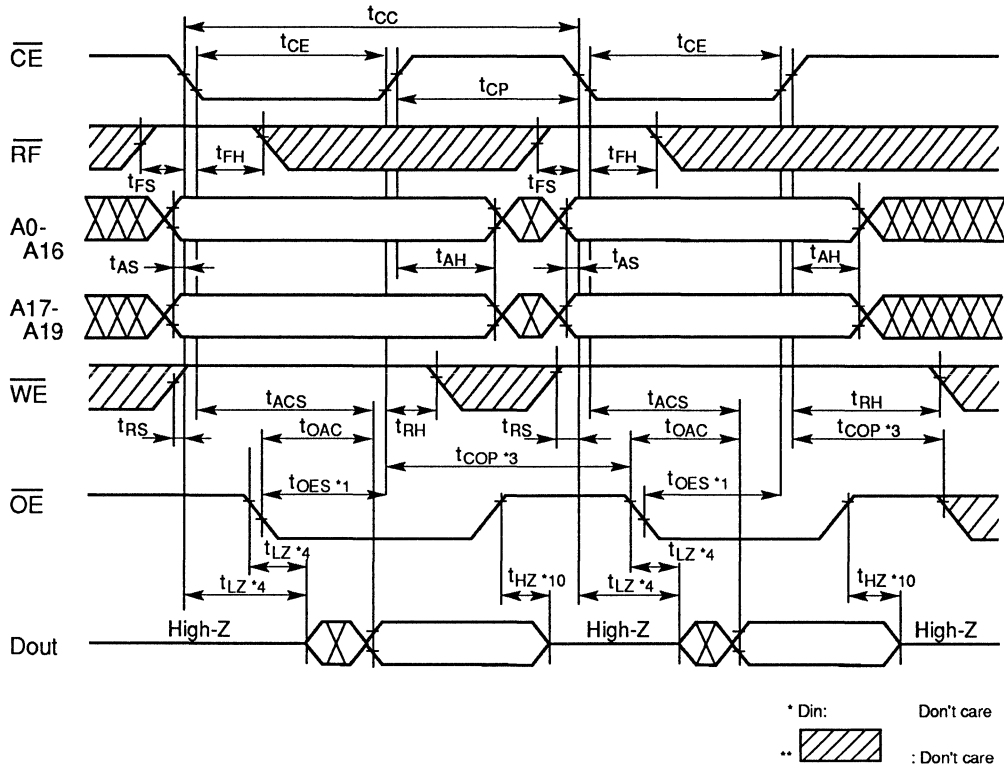 tCC
CE
tCE
tCE
tCP
RF
tFH
tFH
tFS
tFS
A0-
A16
tAS
tAH
tAS
tAH
A17-
A19
WE
tACS
tACS
tRS
tOAC
tRH
tRS
tOAC
tRH
tCOP *3
tCOP *3
OE
tOES *1
tOES *1
tLZ *4
tLZ *4
tLZ *4
tHZ *10
tLZ *4
tHZ *10
Dout
High-Z
High-Z
High-Z
* Din: Don't care
** : Don't care